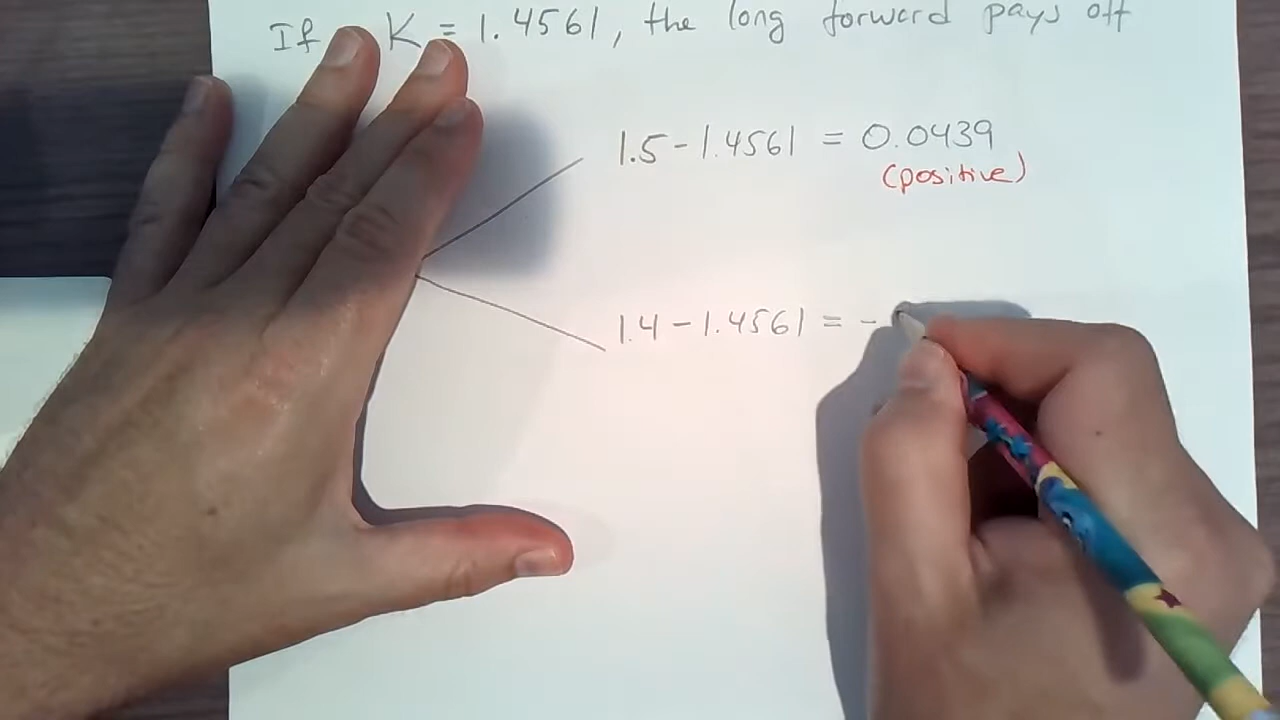 If K = 1.4561, the long forward pays off
1.5 - 1.4561 = 0.0439
(positive)
1.4 - 1.4561 = -